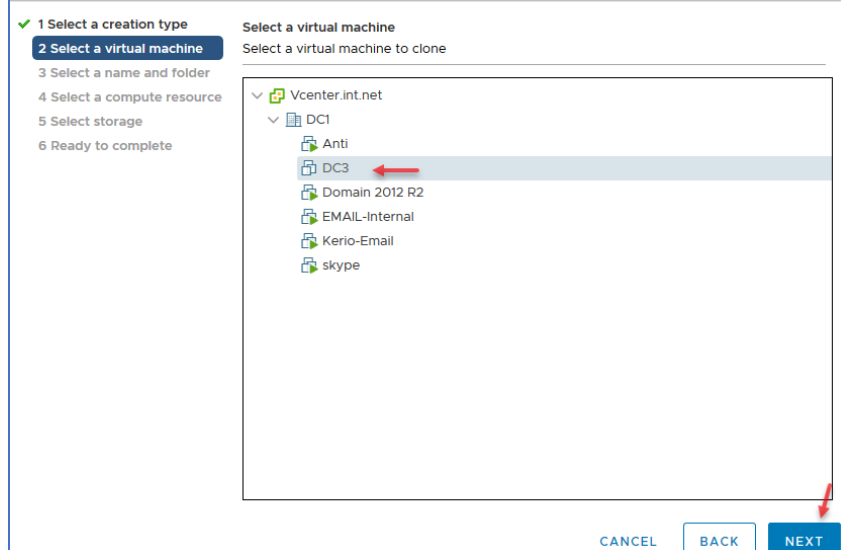 1 Select a creation type
2 Select a virtual machine
3 Select a name and folder
4 Select a compute resource
5 Select storage
6 Ready to complete
Select a virtual machine
Select a virtual machine to clone
Vcenter.int.net
DC1
Anti
DC3
Domain 2012 R2
EMAIL-Internal
Kerio-Email
skype
CANCEL BACK NEXT